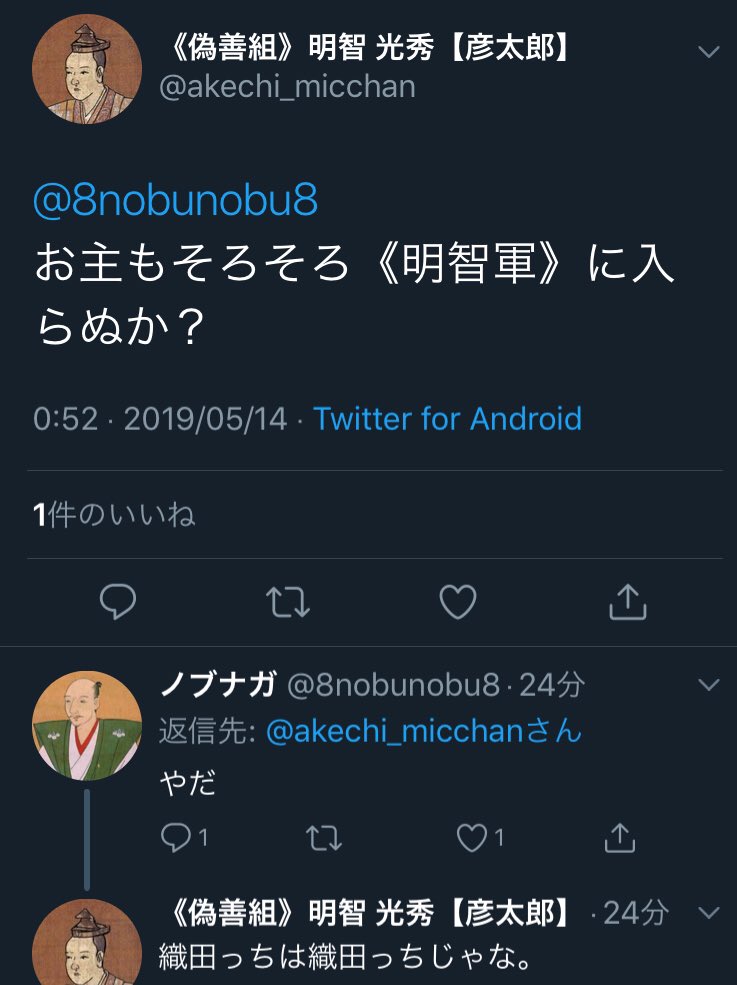 《偽善組》明智 光秀【彦太郎】
@akechi_micchan
@8nobunobu8
お主もそろそろ《明智軍》に入
らぬか？
0:52 · 2019/05/14 · Twitter for Android
1件のいいね
ノブナガ @8nobunobu8 · 24分
返信先: @akechi_micchanさん
やだ
1 1
《偽善組》明智 光秀【彦太郎】 · 24分
織田っちは織田っちじゃな。